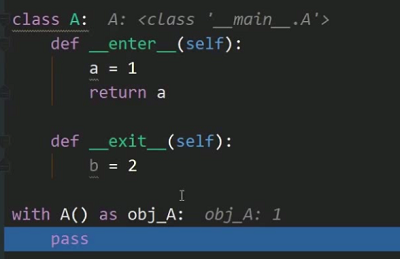 class A:  A: <class '__main__.A'>
    def __enter__(self):
        a = 1
        return a
    def __exit__(self):
        b = 2
with A() as obj_A:  obj_A: 1
    pass